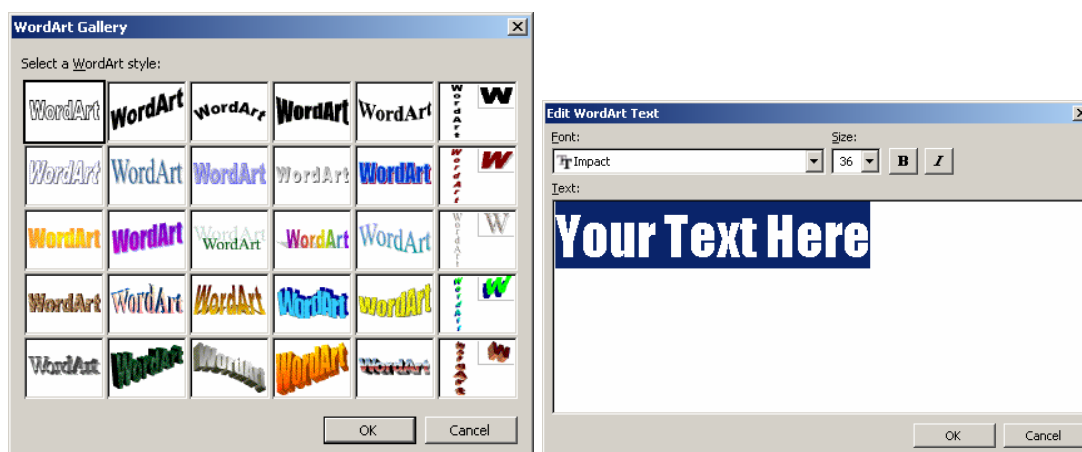 WordArt Gallery
Select a WordArt style:
WordArt WordArt WordArt WordArt WordArt WordArt W
WordArt WordArt WordArt WordArt WordArt WordArt W
WordArt WordArt WordArt WordArt WordArt WordArt W
WordArt WordArt WordArt WordArt WordArt WordArt W
WordArt WordArt WordArt WordArt WordArt WordArt W
OK Cancel
Edit WordArt Text
Font: Size:
Impact 36 B I
Text:
Your Text Here
OK Cancel